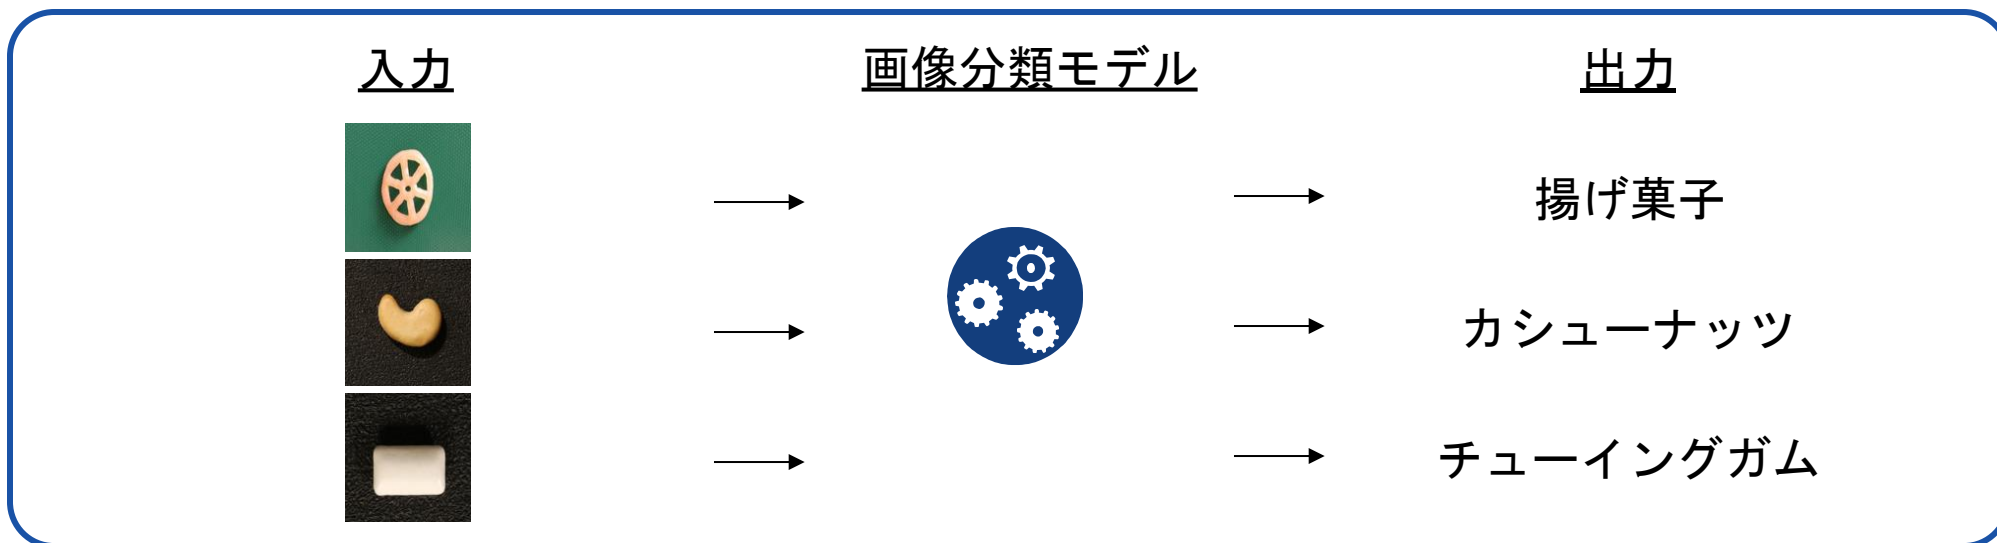 入力
画像分類モデル
出力
揚げ菓子
カシューナッツ
チューイングガム